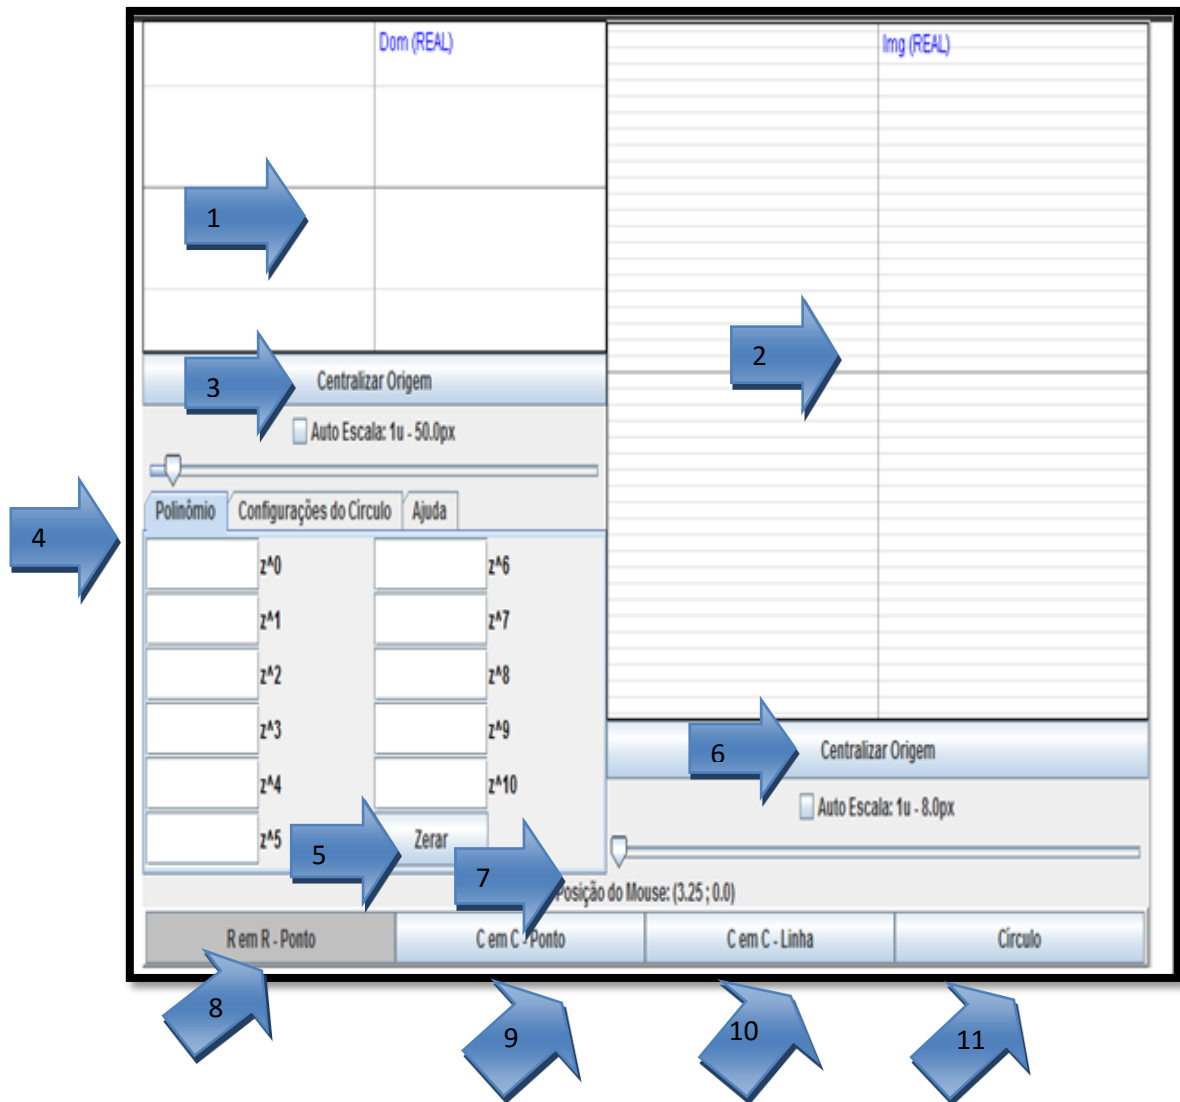 Dom (REAL)
Img (REAL)
1
2
3
Centralizar Origem
Auto Escala: 1u - 50.0px
4
Polinômio Configurações do Círculo Ajuda
z^0 z^6
z^1 z^7
z^2 z^8
z^3 z^9
z^4 z^10
z^5 Zerar
5
6
Centralizar Origem
Auto Escala: 1u - 8.0px
7
Posição do Mouse: (3.25 ; 0.0)
R em R - Ponto C em C - Ponto C em C - Linha Círculo
8
9
10
11